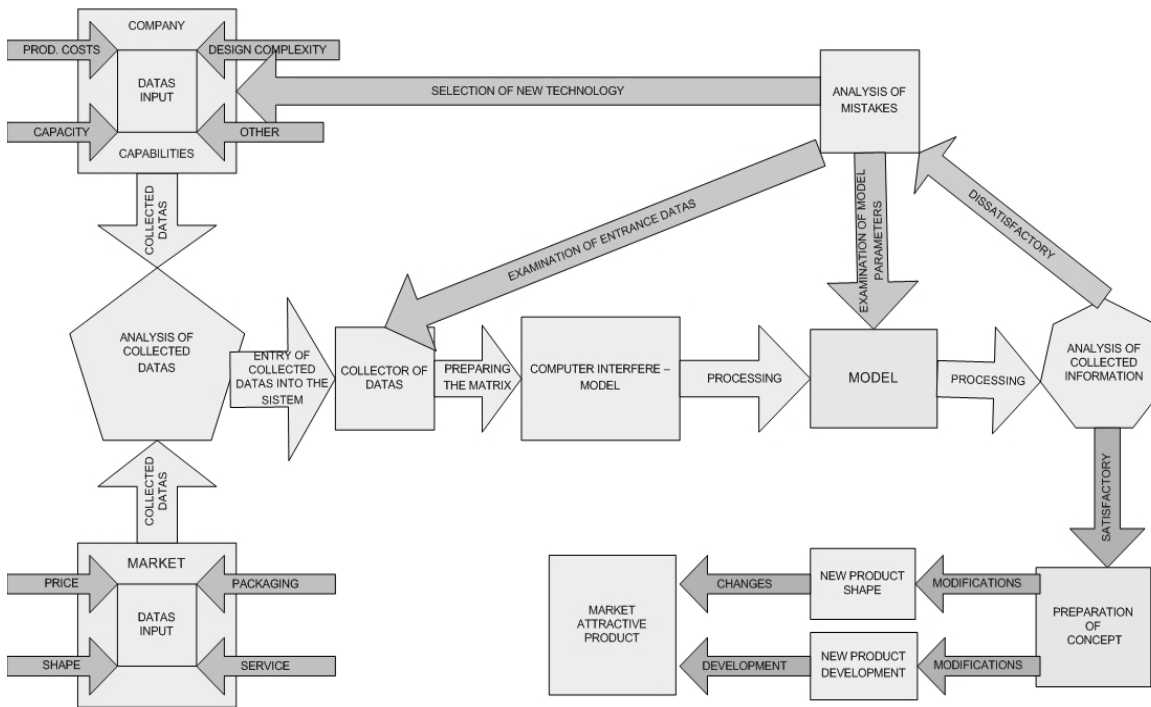 COMPANY
PROD. COSTS
DESIGN COMPLEXITY
DATAS
INPUT
CAPACITY
OTHER
CAPABILITIES
SELECTION OF NEW TECHNOLOGY
ANALYSIS OF
MISTAKES
COLLECTED
DATAS
EXAMINATION OF ENTRANCE DATAS
EXAMINATION OF MODEL
PARAMETERS
DISSATISFACTORY
ANALYSIS OF
COLLECTED
DATAS
ENTRY OF
COLLECTED
DATAS INTO THE
SISTEM
COLLECTOR OF
DATAS
PREPARING
THE MATRIX
COMPUTER INTERFERE –
MODEL
PROCESSING
MODEL
PROCESSING
ANALYSIS OF
COLLECTED
INFORMATION
COLLECTED
DATAS
SATISFACTORY
MARKET
PRICE
PACKAGING
DATAS
INPUT
SHAPE
SERVICE
MARKET
ATTRACTIVE
PRODUCT
CHANGES
NEW PRODUCT
SHAPE
MODIFICATIONS
DEVELOPMENT
NEW PRODUCT
DEVELOPMENT
MODIFICATIONS
PREPARATION
OF
CONCEPT